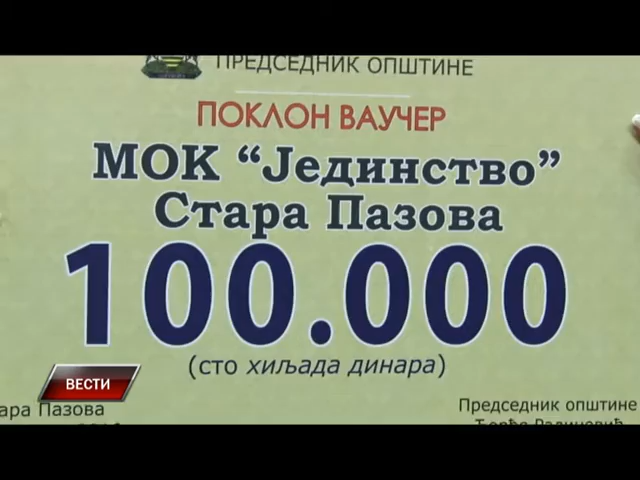 ПРЕДСЕДНИК ОПШТИНЕ
ПОКЛОН ВАУЧЕР
МОК “Јединство”
Стара Пазова
100.000
(сто хиљада динара)
ВЕСТИ
ара Пазова
Председник општине